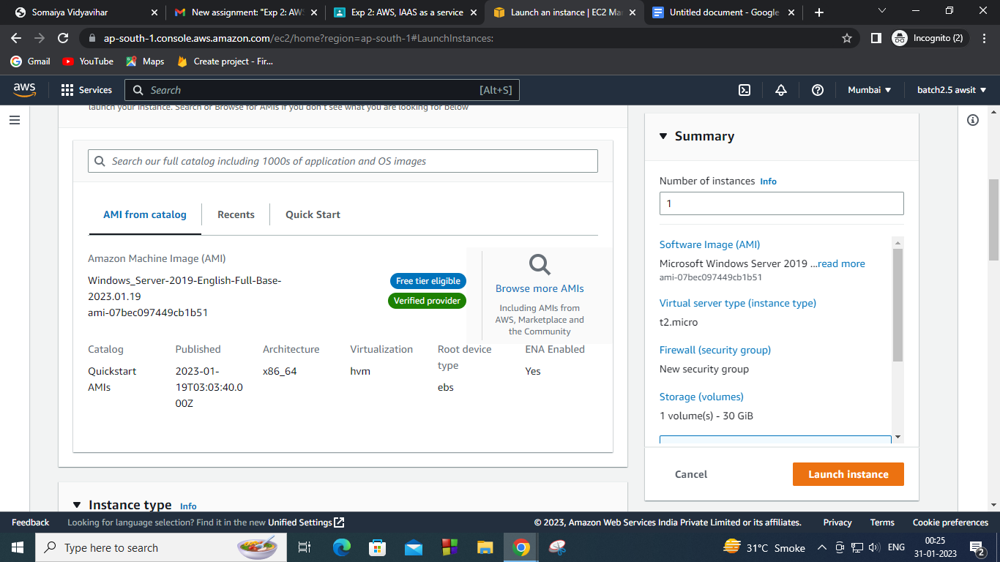 Somaiya Vidyavihar
New assignment: "Exp 2: AWS
Exp 2: AWS, IAAS as a service
Launch an instance | EC2 Ma
Untitled document - Google
ap-south-1.console.aws.amazon.com/ec2/home?region=ap-south-1#LaunchInstances:
Incognito (2)
Gmail
YouTube
Maps
Create project - Fir...
aws
Services
Search
[Alt+S]
Mumbai
batch2.5 awsit
launch your instance. Search or Browse for AMIs if you don't see what you are looking for below
Search our full catalog including 1000s of application and OS images
AMI from catalog
Recents
Quick Start
Amazon Machine Image (AMI)
Windows_Server-2019-English-Full-Base-
2023.01.19
ami-07bec097449cb1b51
Free tier eligible
Verified provider
Browse more AMIs
Including AMIs from
AWS, Marketplace and
the Community
Catalog
Quickstart
AMIs
Published
2023-01-
19T03:03:40.0
00Z
Architecture
x86_64
Virtualization
hvm
Root device
type
ebs
ENA Enabled
Yes
Instance type Info
Summary
Number of instances Info
1
Software Image (AMI)
Microsoft Windows Server 2019 ...read more
ami-07bec097449cb1b51
Virtual server type (instance type)
t2.micro
Firewall (security group)
New security group
Storage (volumes)
1 volume(s) - 30 GiB
Cancel
Launch instance
Feedback
Looking for language selection? Find it in the new Unified Settings
© 2023, Amazon Web Services India Private Limited or its affiliates.
Privacy
Terms
Cookie preferences
Type here to search
31°C Smoke
ENG
00:25
31-01-2023
2